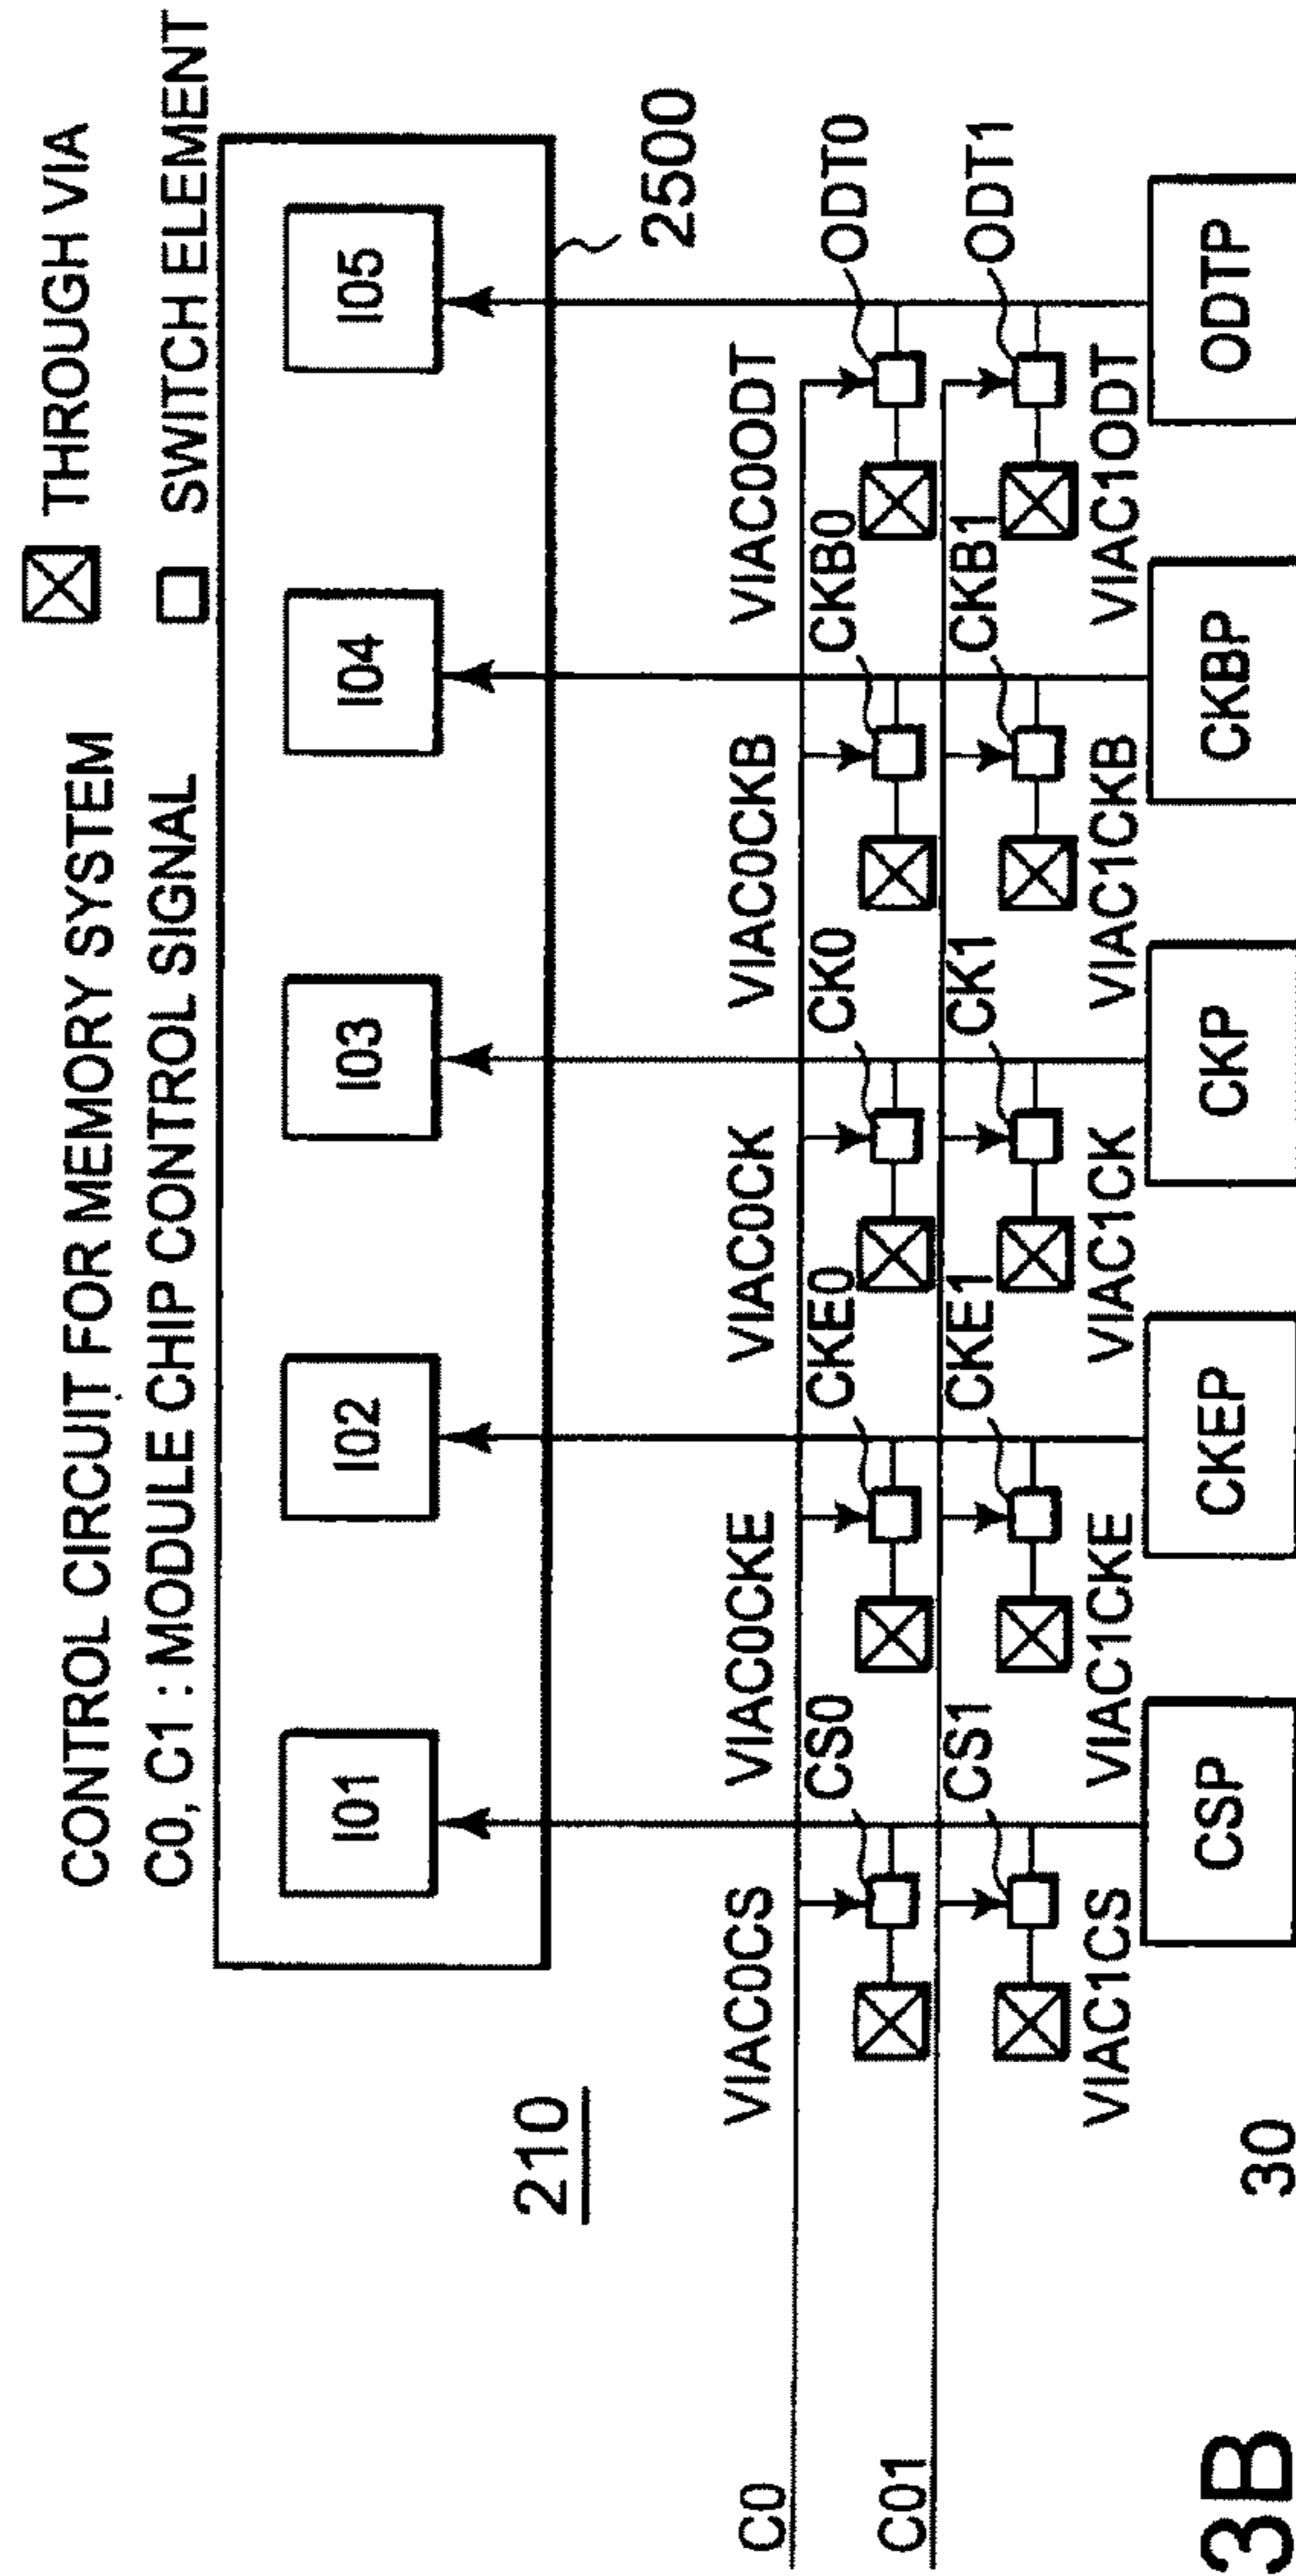 CONTROL CIRCUIT FOR MEMORY SYSTEM
THROUGH VIA
C0, C1 : MODULE CHIP CONTROL SIGNAL
SWITCH ELEMENT
I01 I02 I03 I04 I05
210
2500
VIAC0CS VIAC0CKE VIAC0CK VIAC0CKB VIAC0ODT
C0
CS0 CKE0 CK0 CKB0 ODT0
C01
CS1 CKE1 CK1 CKB1 ODT1
VIAC1CS VIAC1CKE VIAC1CK VIAC1CKB VIAC1ODT
CSP CKEP CKP CKBP ODTP
3B
30